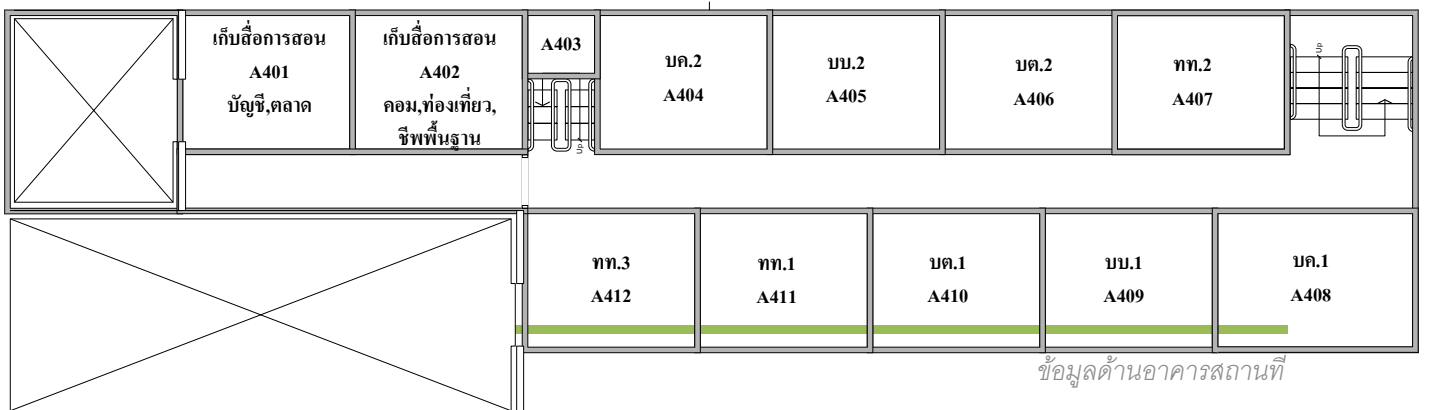 เก็บสื่อการสอน
A401
บัญชี,ตลาด
เก็บสื่อการสอน
A402
คอม,ท่องเที่ยว,
ชีพพื้นฐาน
A403
Up
บค.2
A404
บบ.2
A405
บต.2
A406
ทท.2
A407
Up
ทท.3
A412
ทท.1
A411
บต.1
A410
บบ.1
A409
บค.1
A408
ข้อมูลด้านอาคารสถานที่